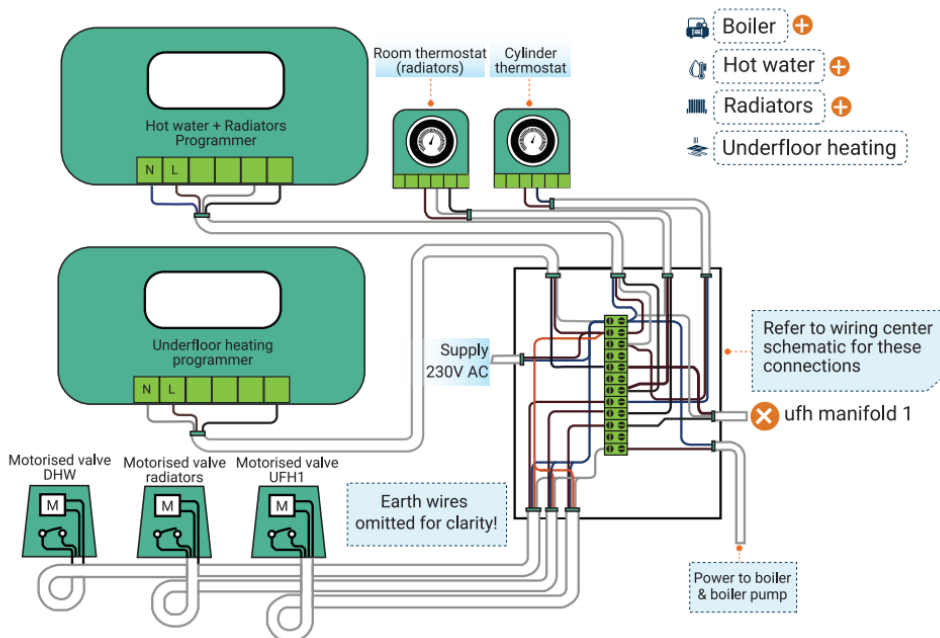 Room thermostat
(radiators)
Cylinder
thermostat
Boiler
Hot water
Radiators
Underfloor heating
Hot water + Radiators
Programmer
N L
Underfloor heating
programmer
N L
Supply
230V AC
Refer to wiring center
schematic for these
connections
ufh manifold 1
Motorised valve
DHW
Motorised valve
radiators
Motorised valve
UFH1
M
M
M
Earth wires
omitted for clarity!
Power to boiler
& boiler pump